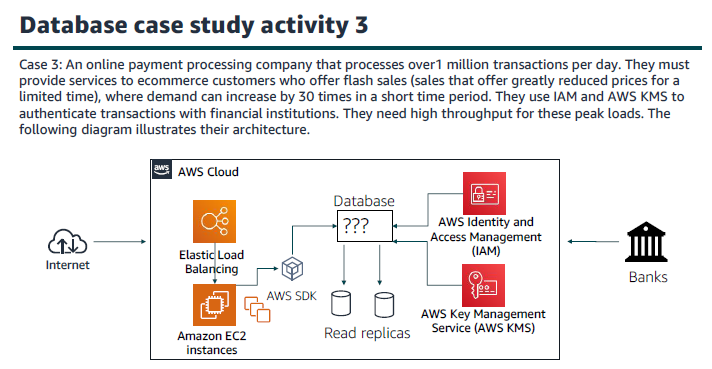 Database case study activity 3
Case 3: An online payment processing company that processes over1 million transactions per day. They must
provide services to ecommerce customers who offer flash sales (sales that offer greatly reduced prices for a
limited time), where demand can increase by 30 times in a short time period. They use IAM and AWS KMS to
authenticate transactions with financial institutions. They need high throughput for these peak loads. The
following diagram illustrates their architecture.
aws
AWS Cloud
Internet
Elastic Load
Balancing
Amazon EC2
instances
AWS SDK
Database
???
Read replicas
AWS Identity and
Access Management
(IAM)
AWS Key Management
Service (AWS KMS)
Banks